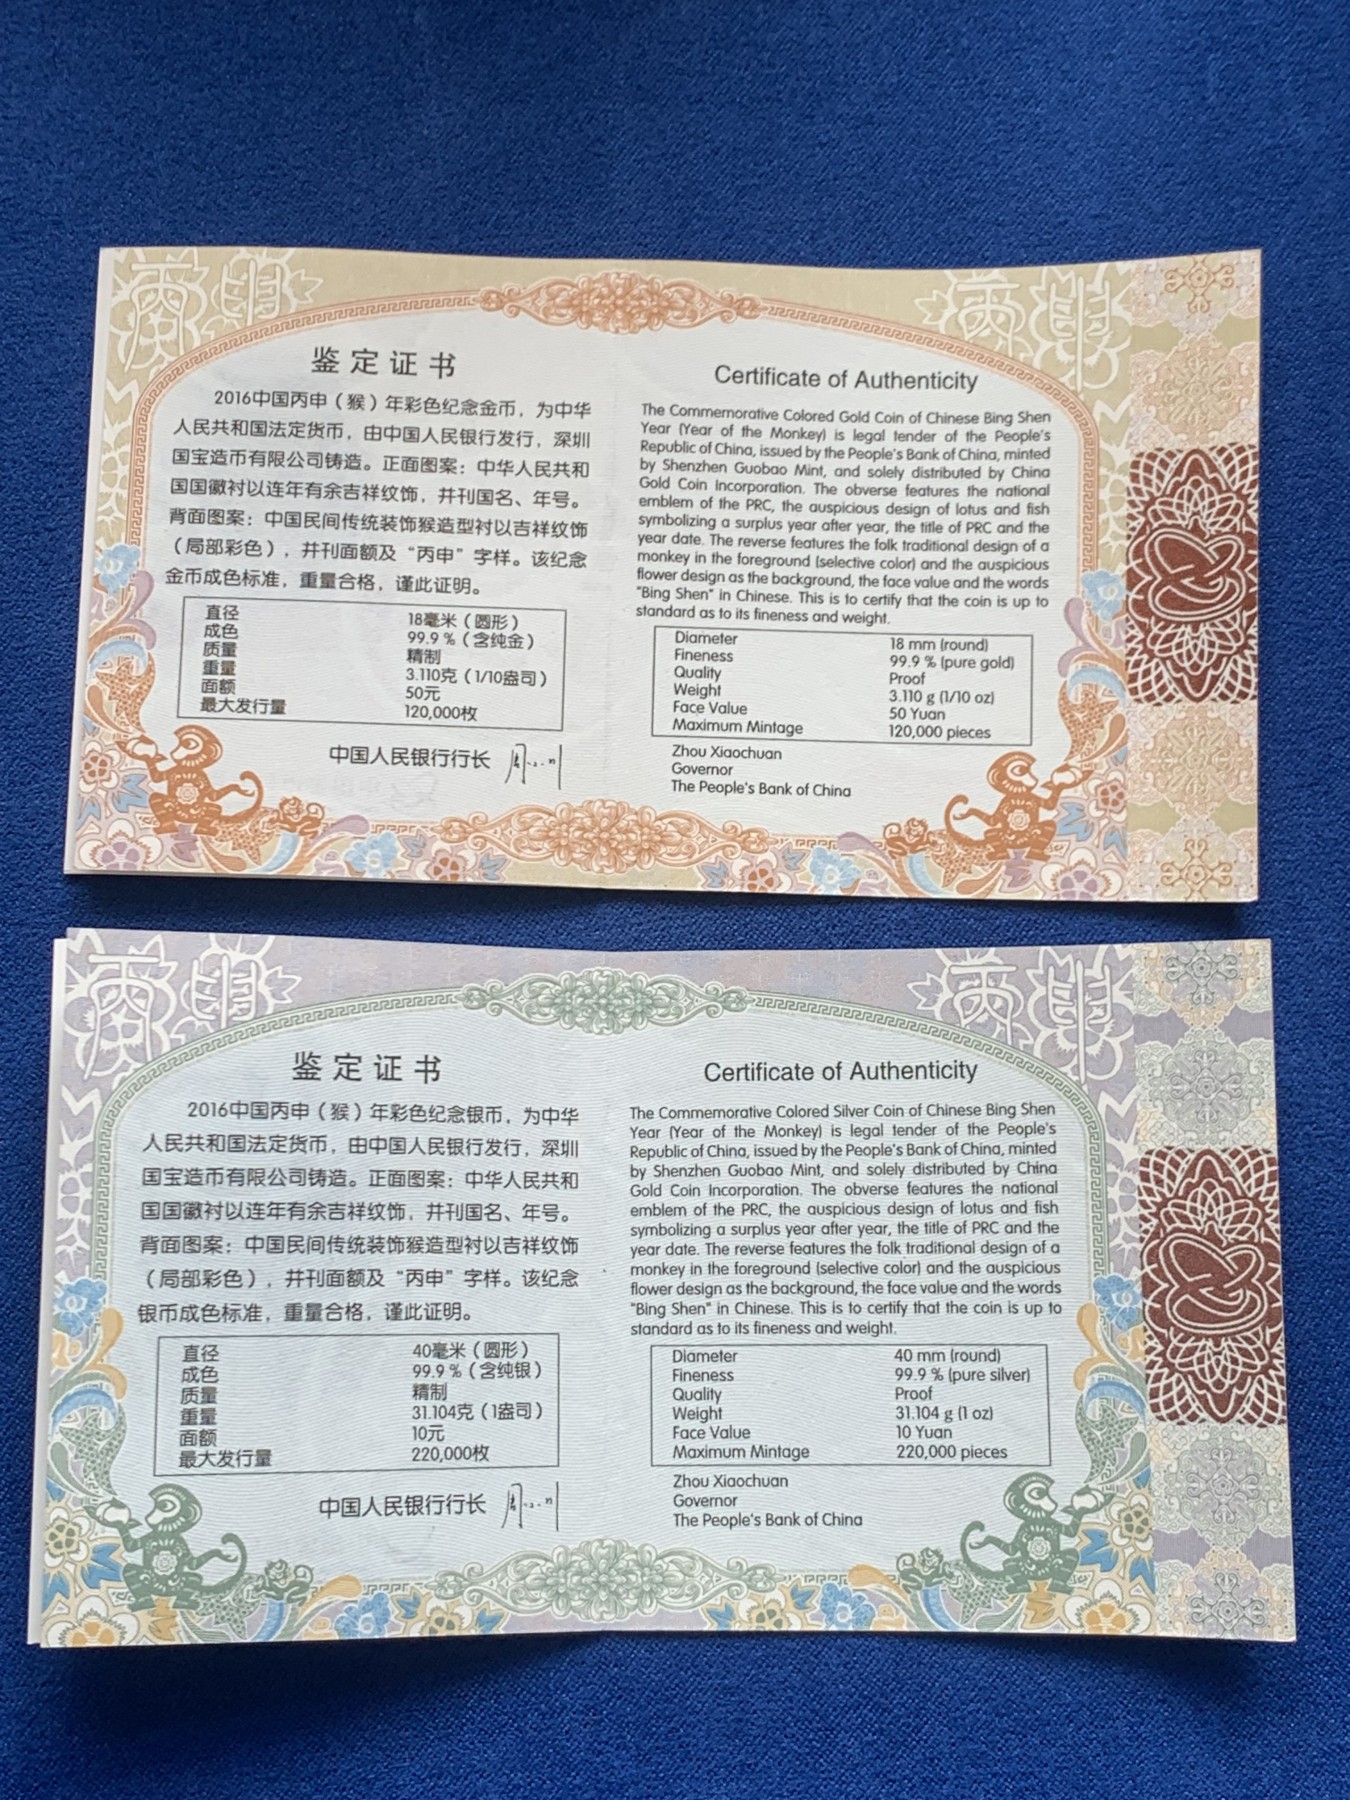 丙申
丙申
鉴定证书
2016中国丙申（猴）年彩色纪念金币，为中华
人民共和国法定货币，由中国人民银行发行，深圳
国宝造币有限公司铸造。正面图案：中华人民共和
国国徽衬以连年有余吉祥纹饰，并刊国名、年号。
背面图案：中国民间传统装饰猴造型衬以吉祥纹饰
（局部彩色），并刊面额及“丙申”字样。该纪念
金币成色标准，重量合格，谨此证明。
直径 18毫米（圆形）
成色 99.9 %（含纯金）
质量 精制
重量 3.110克（1/10盎司）
面额 50元
最大发行量 120,000枚
中国人民银行行长
Certificate of Authenticity
The Commemorative Colored Gold Coin of Chinese Bing Shen
Year (Year of the Monkey) is legal tender of the People's
Republic of China, issued by the People's Bank of China, minted
by Shenzhen Guobao Mint, and solely distributed by China
Gold Coin Incorporation. The obverse features the national
emblem of the PRC, the auspicious design of lotus and fish
symbolizing a surplus year after year, the title of PRC and the
year date. The reverse features the folk traditional design of a
monkey in the foreground (selective color) and the auspicious
flower design as the background, the face value and the words
"Bing Shen" in Chinese. This is to certify that the coin is up to
standard as to its fineness and weight.
Diameter 18 mm (round)
Fineness 99.9 % (pure gold)
Quality Proof
Weight 3.110 g (1/10 oz)
Face Value 50 Yuan
Maximum Mintage 120,000 pieces
Zhou Xiaochuan
Governor
The People's Bank of China
丙申
丙申
鉴定证书
2016中国丙申（猴）年彩色纪念银币，为中华
人民共和国法定货币，由中国人民银行发行，深圳
国宝造币有限公司铸造。正面图案：中华人民共和
国国徽衬以连年有余吉祥纹饰，并刊国名、年号。
背面图案：中国民间传统装饰猴造型衬以吉祥纹饰
（局部彩色），并刊面额及“丙申”字样。该纪念
银币成色标准，重量合格，谨此证明。
直径 40毫米（圆形）
成色 99.9 %（含纯银）
质量 精制
重量 31.104克（1盎司）
面额 10元
最大发行量 220,000枚
中国人民银行行长
Certificate of Authenticity
The Commemorative Colored Silver Coin of Chinese Bing Shen
Year (Year of the Monkey) is legal tender of the People's
Republic of China, issued by the People's Bank of China, minted
by Shenzhen Guobao Mint, and solely distributed by China
Gold Coin Incorporation. The obverse features the national
emblem of the PRC, the auspicious design of lotus and fish
symbolizing a surplus year after year, the title of PRC and the
year date. The reverse features the folk traditional design of a
monkey in the foreground (selective color) and the auspicious
flower design as the background, the face value and the words
"Bing Shen" in Chinese. This is to certify that the coin is up to
standard as to its fineness and weight.
Diameter 40 mm (round)
Fineness 99.9 % (pure silver)
Quality Proof
Weight 31.104 g (1 oz)
Face Value 10 Yuan
Maximum Mintage 220,000 pieces
Zhou Xiaochuan
Governor
The People's Bank of China